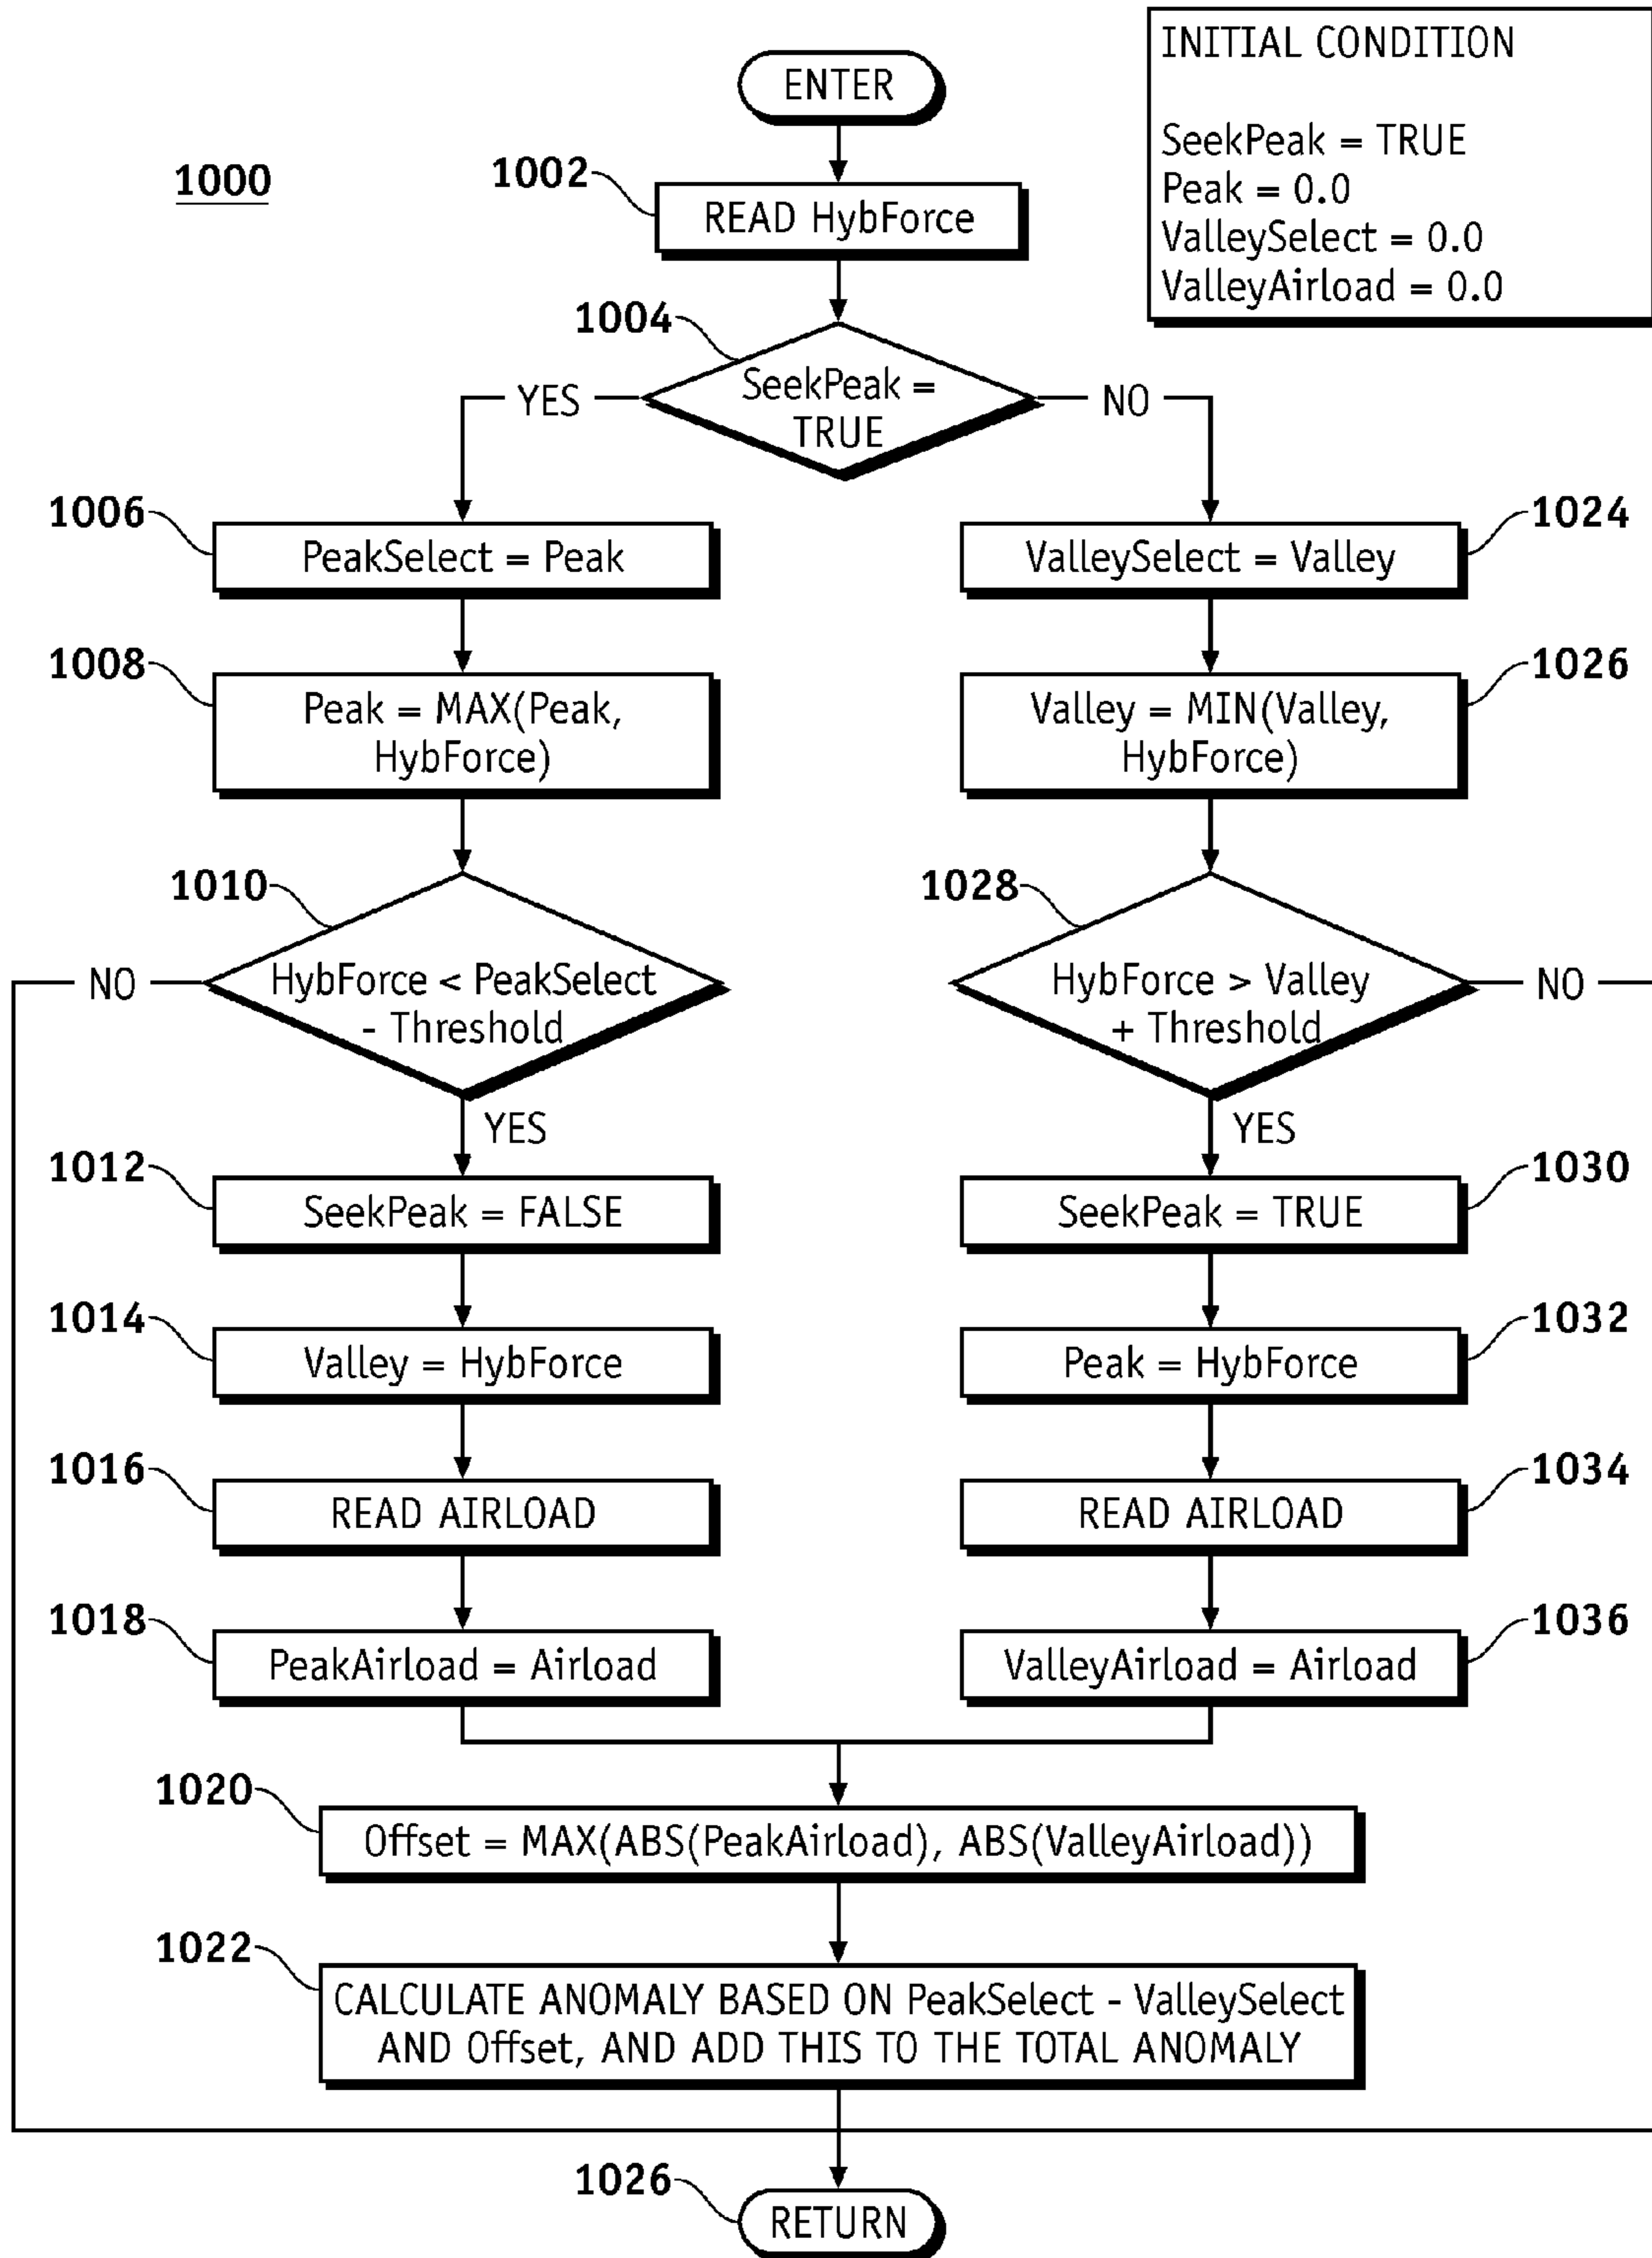 INITIAL CONDITION
SeekPeak = TRUE
Peak = 0.0
ValleySelect = 0.0
ValleyAirload = 0.0
1000
ENTER
1002
READ HybForce
1004
SeekPeak =
TRUE
YES
NO
1006
PeakSelect = Peak
1024
ValleySelect = Valley
1008
Peak = MAX(Peak,
HybForce)
1026
Valley = MIN(Valley,
HybForce)
1010
HybForce < PeakSelect
- Threshold
NO
YES
1028
HybForce > Valley
+ Threshold
NO
YES
1012
SeekPeak = FALSE
1030
SeekPeak = TRUE
1014
Valley = HybForce
1032
Peak = HybForce
1016
READ AIRLOAD
1034
READ AIRLOAD
1018
PeakAirload = Airload
1036
ValleyAirload = Airload
1020
Offset = MAX(ABS(PeakAirload), ABS(ValleyAirload))
1022
CALCULATE ANOMALY BASED ON PeakSelect - ValleySelect
AND Offset, AND ADD THIS TO THE TOTAL ANOMALY
1026
RETURN